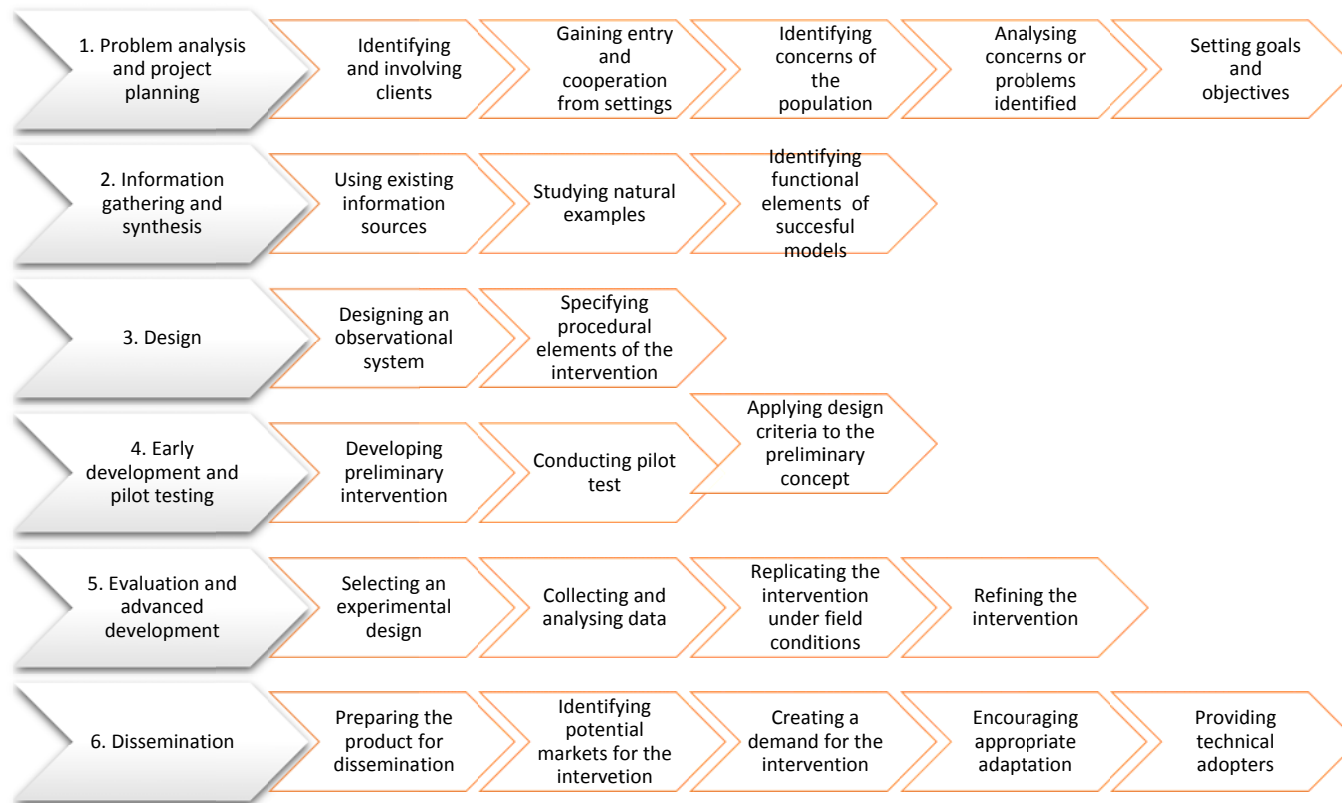 1. Problem analysis
and project
planning
Identifying
and involving
clients
Gaining entry
and
cooperation
from settings
Identifying
concerns of
the
population
Analysing
concerns or
problems
identified
Setting goals
and
objectives
2. Information
gathering and
synthesis
Using existing
information
sources
Studying natural
examples
Identifying
functional
elements of
succesful
models
3. Design
Designing an
observational
system
Specifying
procedural
elements of the
intervention
4. Early
development and
pilot testing
Developing
preliminary
intervention
Conducting pilot
test
Applying design
criteria to the
preliminary
concept
5. Evaluation and
advanced
development
Selecting an
experimental
design
Collecting and
analysing data
Replicating the
intervention
under field
conditions
Refining the
intervention
6. Dissemination
Preparing the
product for
dissemination
Identifying
potential
markets for the
intervetion
Creating a
demand for the
intervention
Encouraging
appropriate
adaptation
Providing
technical
adopters